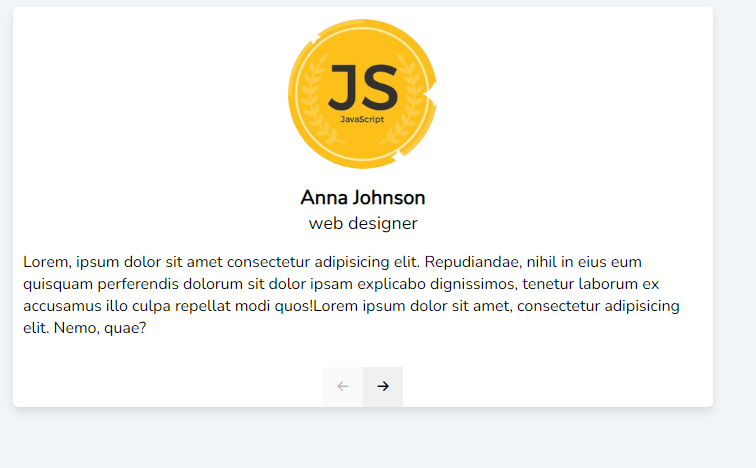 JS
JavaScript
Anna Johnson
web designer
Lorem, ipsum dolor sit amet consectetur adipisicing elit. Repudiandae, nihil in eius eum
quisquam perferendis dolorum sit dolor ipsam explicabo dignissimos, tenetur laborum ex
accusamus illo culpa repellat modi quos!Lorem ipsum dolor sit amet, consectetur adipisicing
elit. Nemo, quae?